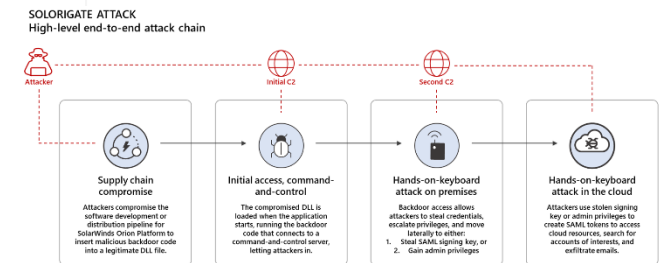 SOLORIGATE ATTACK
High-level end-to-end attack chain
Attacker
Initial C2
Second C2
Supply chain
compromise
Attackers compromise the
software development or
distribution pipeline for
SolarWinds Orion Platform to
insert malicious backdoor code
into a legitimate DLL file.
Initial access, command-
and-control
The compromised DLL is
loaded when the application
starts, running the backdoor
code that connects to a
command-and-control server,
letting attackers in.
Hands-on-keyboard
attack on premises
Backdoor access allows
attackers to steal credentials,
escalate privileges, and move
laterally to either:
1. Steal SAML signing key, or
2. Gain admin privileges
Hands-on-keyboard
attack in the cloud
Attackers use stolen signing
key or admin privileges to
create SAML tokens to access
cloud resources, search for
accounts of interests, and
exfiltrate emails.